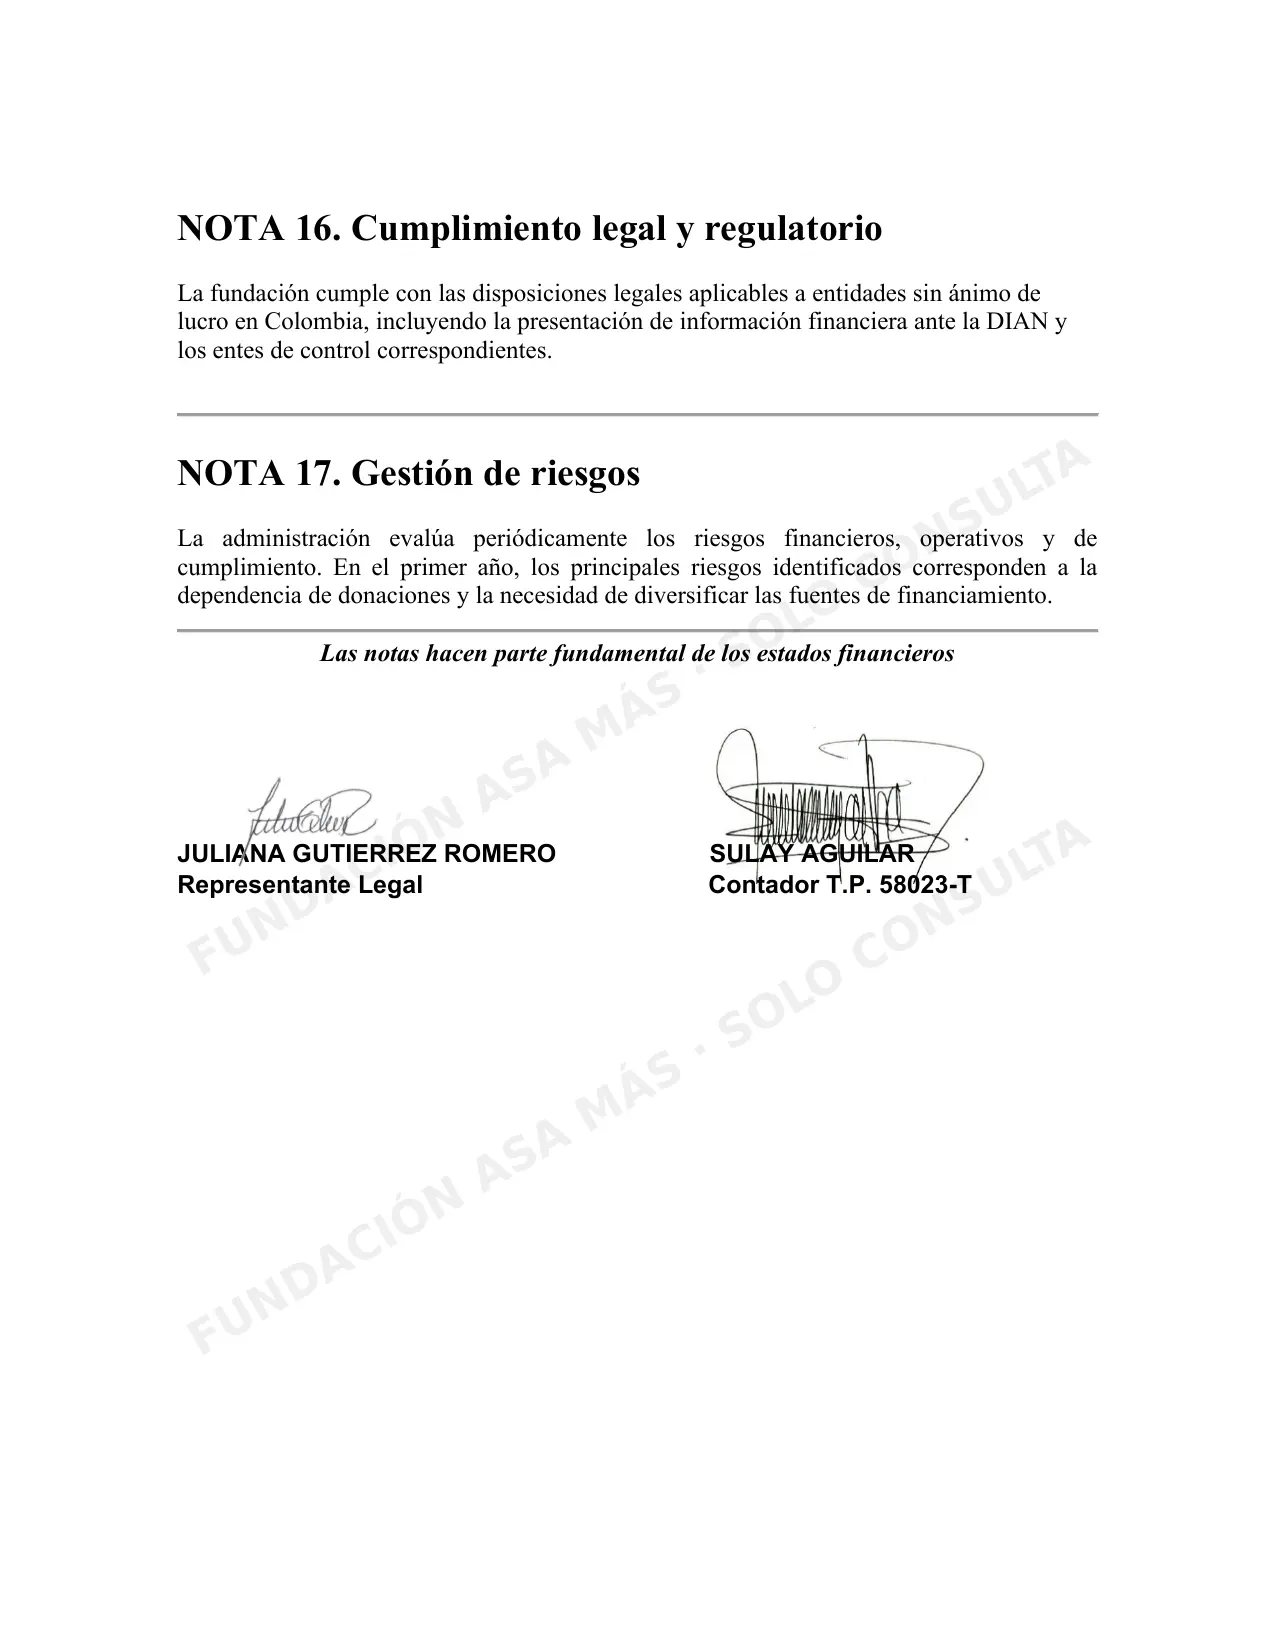 NOTA 16. Cumplimiento legal y regulatorio
La fundación cumple con las disposiciones legales aplicables a entidades sin ánimo de
lucro en Colombia, incluyendo la presentación de información financiera ante la DIAN y
los entes de control correspondientes.
NOTA 17. Gestión de riesgos
La administración evalúa periódicamente los riesgos financieros, operativos y de
cumplimiento. En el primer año, los principales riesgos identificados corresponden a la
dependencia de donaciones y la necesidad de diversificar las fuentes de financiamiento.
Las notas hacen parte fundamental de los estados financieros
JULIANA GUTIERREZ ROMERO SULAY AGUILAR
Representante Legal Contador T.P. 58023-T
FUNDACIÓN ASA MÁS · SOLO CONSULTA
FUNDACIÓN ASA MÁS · SOLO CONSULTA